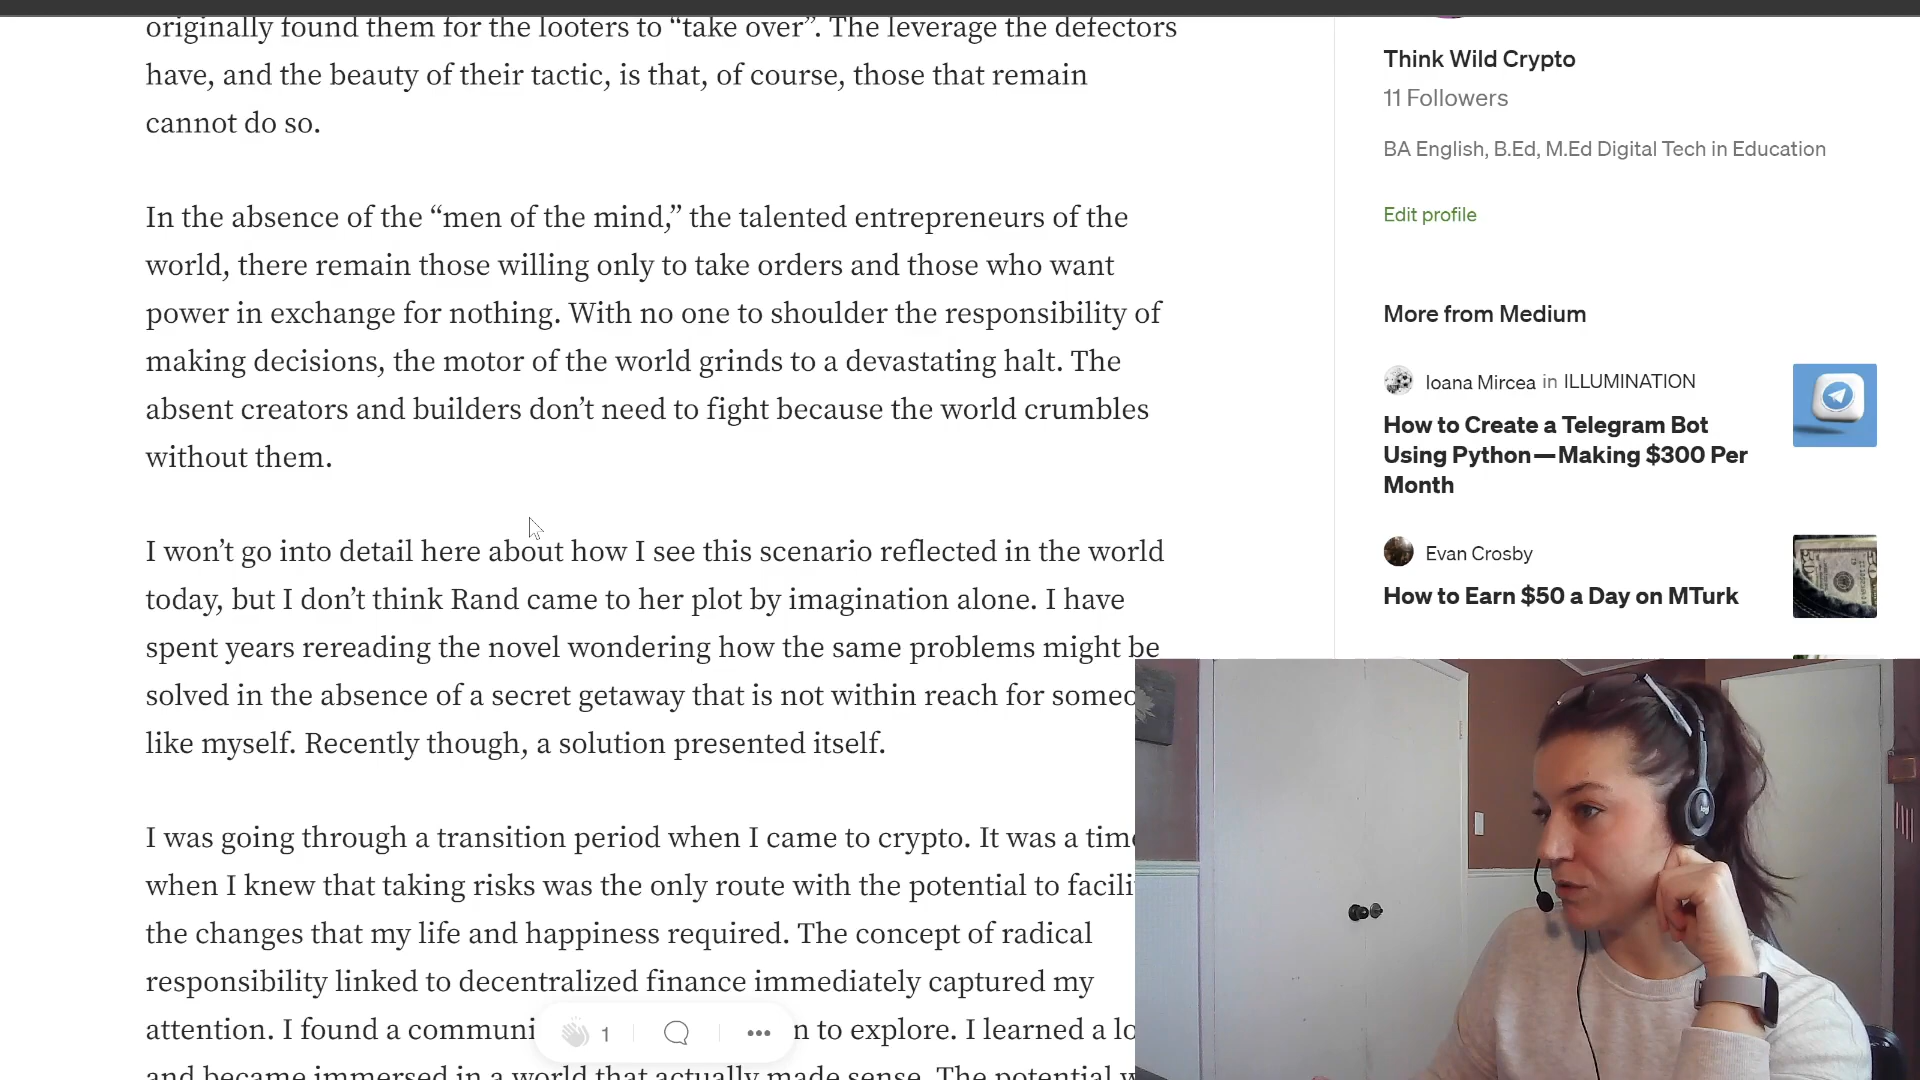 originally found them for the looters to “take over”. The leverage the defectors
have, and the beauty of their tactic, is that, of course, those that remain
cannot do so.
In the absence of the “men of the mind,” the talented entrepreneurs of the
world, there remain those willing only to take orders and those who want
power in exchange for nothing. With no one to shoulder the responsibility of
making decisions, the motor of the world grinds to a devastating halt. The
absent creators and builders don’t need to fight because the world crumbles
without them.
I won’t go into detail here about how I see this scenario reflected in the world
today, but I don’t think Rand came to her plot by imagination alone. I have
spent years rereading the novel wondering how the same problems might be
solved in the absence of a secret getaway that is not within reach for someo
like myself. Recently though, a solution presented itself.
I was going through a transition period when I came to crypto. It was a time
when I knew that taking risks was the only route with the potential to facili
the changes that my life and happiness required. The concept of radical
responsibility linked to decentralized finance immediately captured my
attention. I found a communi n to explore. I learned a lo
and became immersed in a world that actually made sense. The potential w
1
Think Wild Crypto
11 Followers
BA English, B.Ed, M.Ed Digital Tech in Education
Edit profile
More from Medium
Ioana Mircea in ILLUMINATION
How to Create a Telegram Bot
Using Python — Making $300 Per
Month
Evan Crosby
How to Earn $50 a Day on MTurk